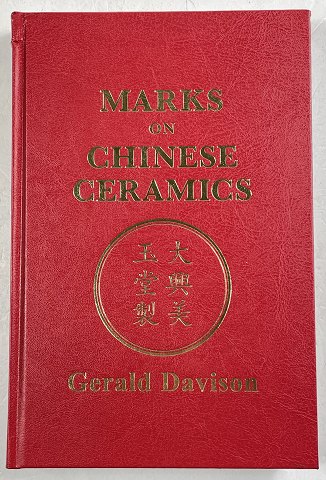 MARKS
ON
CHINESE
CERAMICS
大興美
玉堂製
Gerald Davison